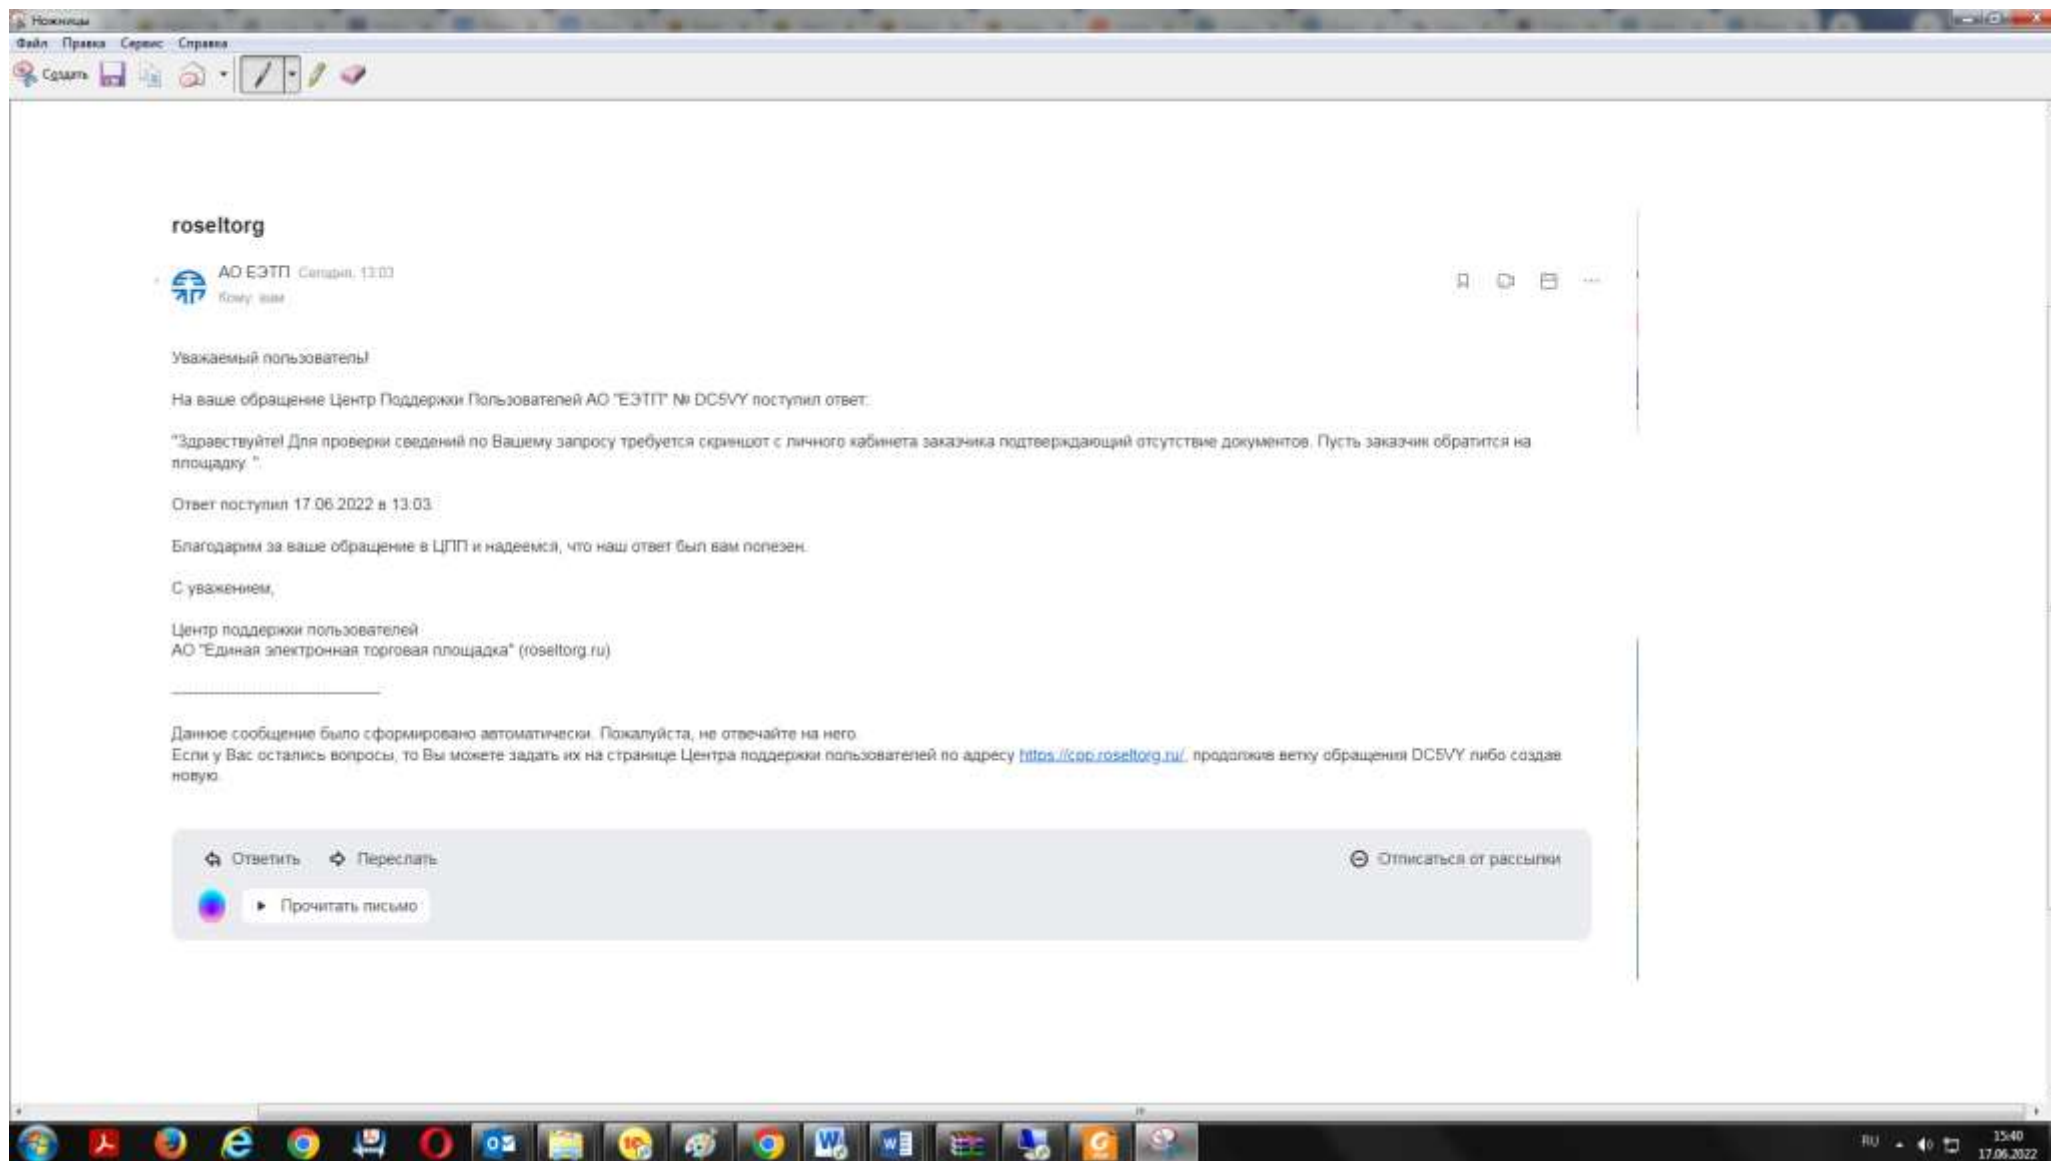 Ножницы
Файл Правка Сервис Справка
Создать
roseltorg
АО ЕЭТП Сегодня, 13:03
Кому: вам
Уважаемый пользователь!
На ваше обращение Центр Поддержки Пользователей АО "ЕЭТП" № DC5VY поступил ответ:
"Здравствуйте! Для проверки сведений по Вашему запросу требуется скриншот с личного кабинета заказчика подтверждающий отсутствие документов. Пусть заказчик обратится на
площадку. ".
Ответ поступил 17.06.2022 в 13:03.
Благодарим за ваше обращение в ЦПП и надеемся, что наш ответ был вам полезен.
С уважением,
Центр поддержки пользователей
АО "Единая электронная торговая площадка" (roseltorg.ru)
Данное сообщение было сформировано автоматически. Пожалуйста, не отвечайте на него.
Если у Вас остались вопросы, то Вы можете задать их на странице Центра поддержки пользователей по адресу https://cpp.roseltorg.ru/, продолжив ветку обращения DC5VY либо создав
новую.
Ответить Переслать Отписаться от рассылки
Прочитать письмо
RU 15:40
17.06.2022